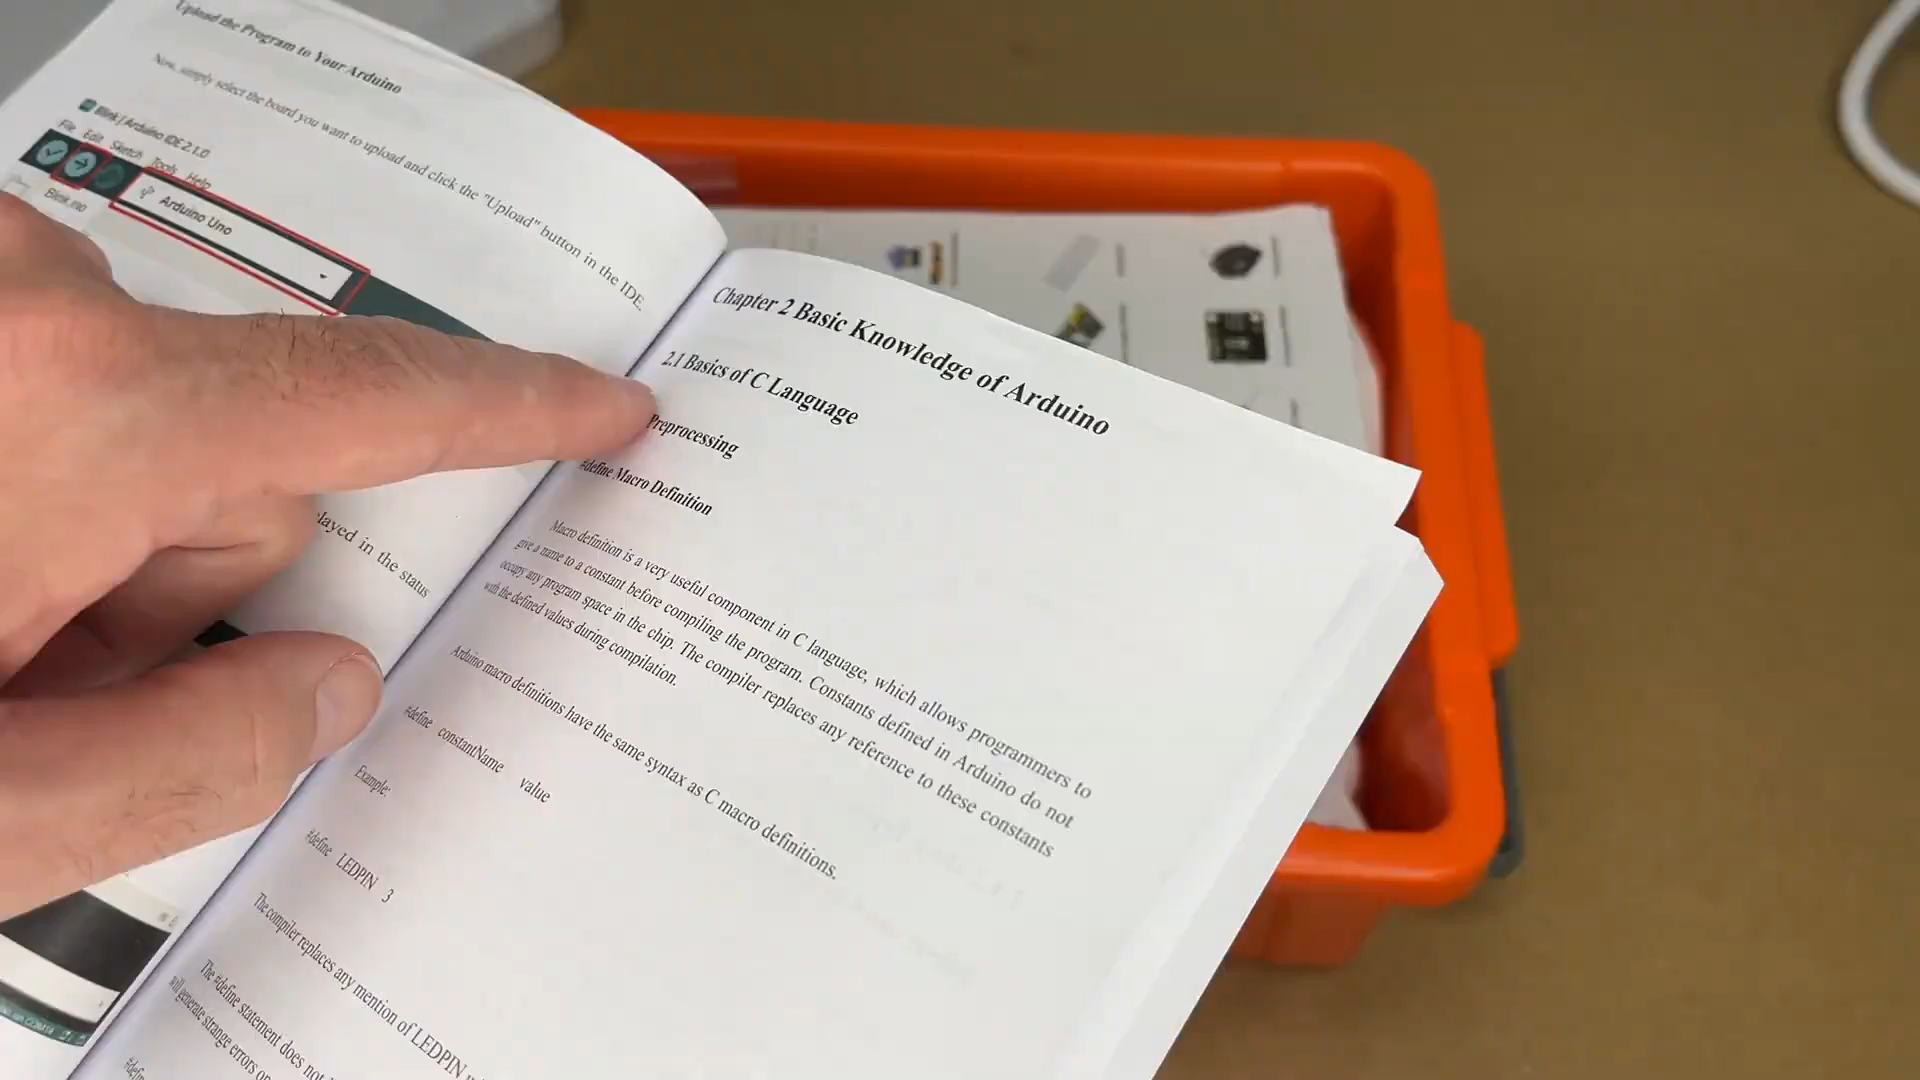 Upload the Program to Your Arduino
Now, simply select the board you want to upload and click the "Upload" button in the IDE.
Blink | Arduino IDE 2.1.0
File Edit Sketch Tools Help
Arduino Uno
Blink.ino
layed in the status
Chapter 2 Basic Knowledge of Arduino
2.1 Basics of C Language
Preprocessing
#define Macro Definition
Macro definition is a very useful component in C language, which allows programmers to
give a name to a constant before compiling the program. Constants defined in Arduino do not
occupy any program space in the chip. The compiler replaces any reference to these constants
with the defined values during compilation.
Arduino macro definitions have the same syntax as C macro definitions.
#define constantName value
Example:
#define LEDPIN 3
The compiler replaces any mention of LEDPIN
The #define statement does not
will generate strange errors